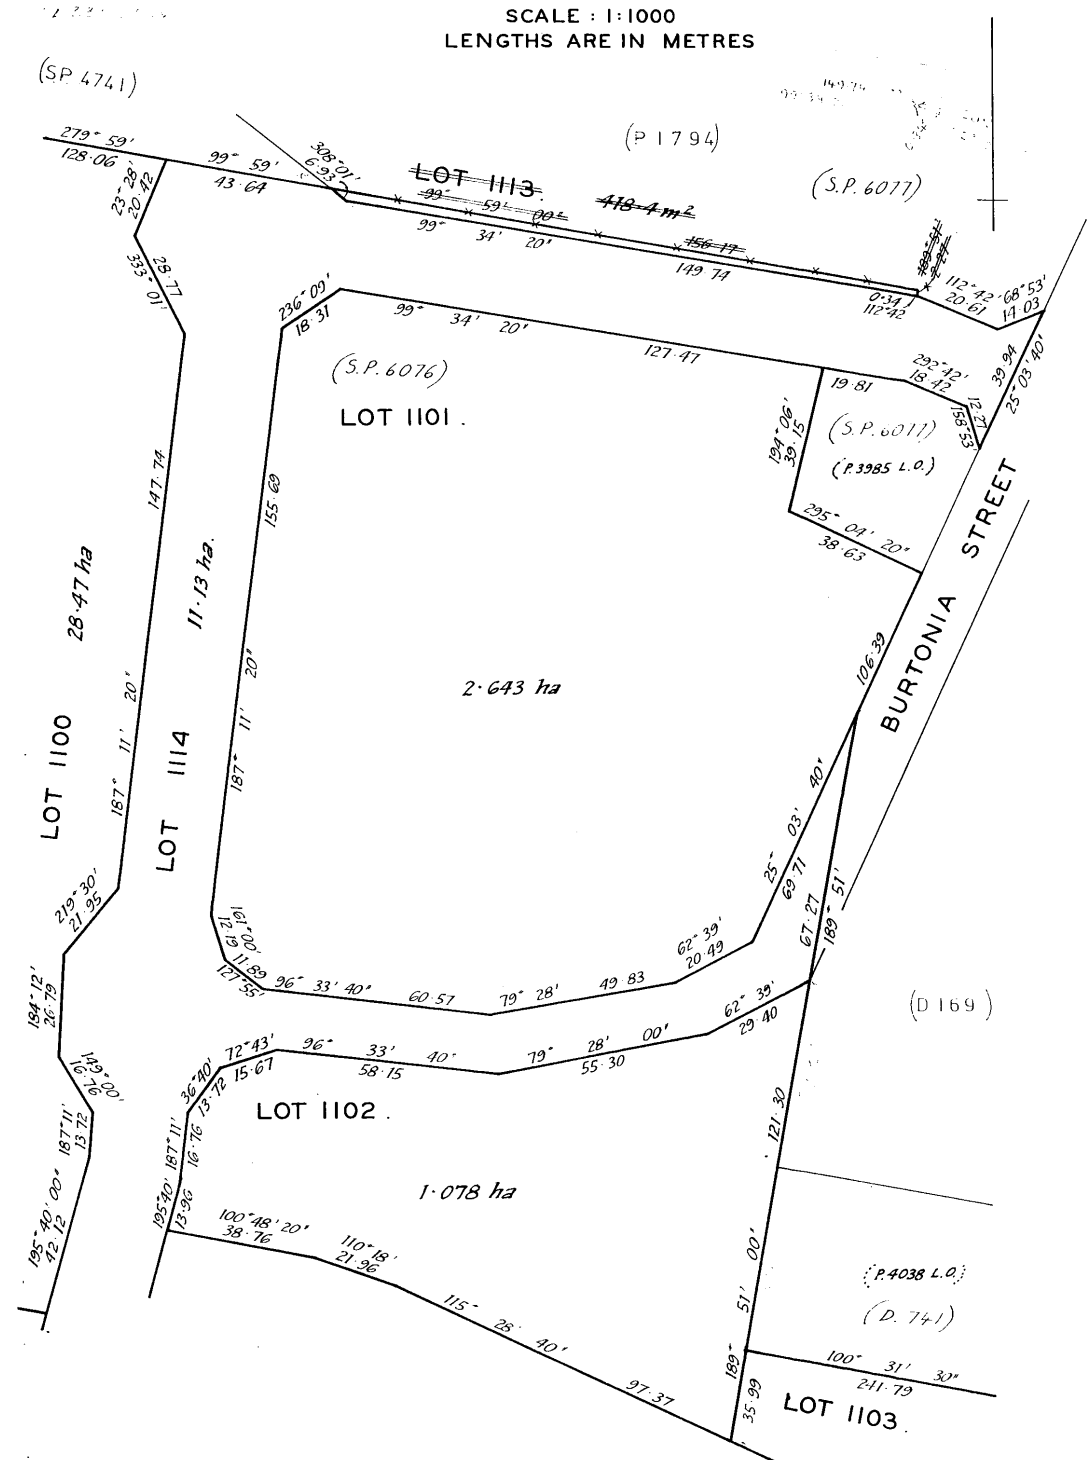 SCALE : 1:1000
LENGTHS ARE IN METRES
(S.P. 4741)
149.74
(P 1794)
(S.P. 6077)
279° 59'
128.06
99° 59'
43.64
308° 01'
6.93
LOT 1113.
418.4 m²
99° 59' 00"
156.17
99° 34' 20"
149.74
189° 51'
2.27
0.34
112°42
112°42'
20.61
68°53'
14.03
23° 28'
20.42
28.77
333° 01'
236° 09'
18.31
99° 34' 20"
127.47
19.81
292°42'
18.42
12.27
158°53'
39.94
25° 03' 40"
(S.P. 6076)
LOT 1101.
194° 06'
39.15
(S.P. 6077)
(P.3985 L.O.)
295° 04' 20"
38.63
147.74
187° 11' 20"
155.69
187° 11' 20"
28.47 ha
LOT 1100
11.13 ha.
LOT 1114
2.643 ha
106.39
BURTONIA STREET
25° 03' 40"
69.71
67.27
189° 51'
219° 30'
21.95
161°00'
12.19
11.89
127°55'
96° 33' 40"
60.57
79° 28'
49.83
62° 39'
20.49
184°12'
26.79
149°00'
16.76
72°43'
15.67
36°40'
13.72
96° 33' 40"
58.15
79° 28' 00'
55.30
62° 39'
29.40
(D 169)
187°11'
13.72
187°11'
16.76
LOT 1102.
1.078 ha
121.30
189° 51' 00"
195° 40' 00"
42.12
195°40'
13.96
100°48'20"
38.76
110°18'
21.96
115° 28' 40'
97.37
(P.4038 L.O.)
(D. 741)
100° 31' 30"
241.79
35.99
LOT 1103.